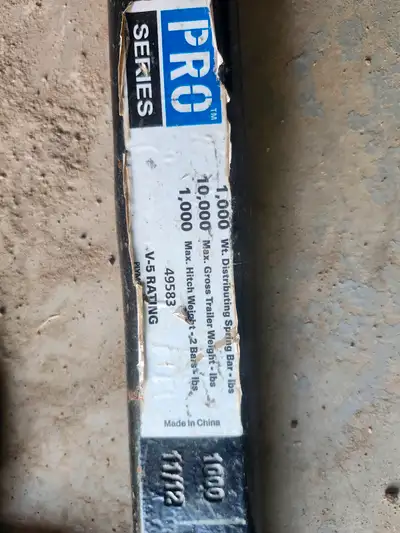 PRO™
SERIES
1,000 Wt. Distributing Spring Bar - lbs
10,000 Max. Gross Trailer Weight - lbs
1,000 Max. Hitch Weight - 2 Bars - lbs
49583
V-5 RATING
Made in China
1000
11/12